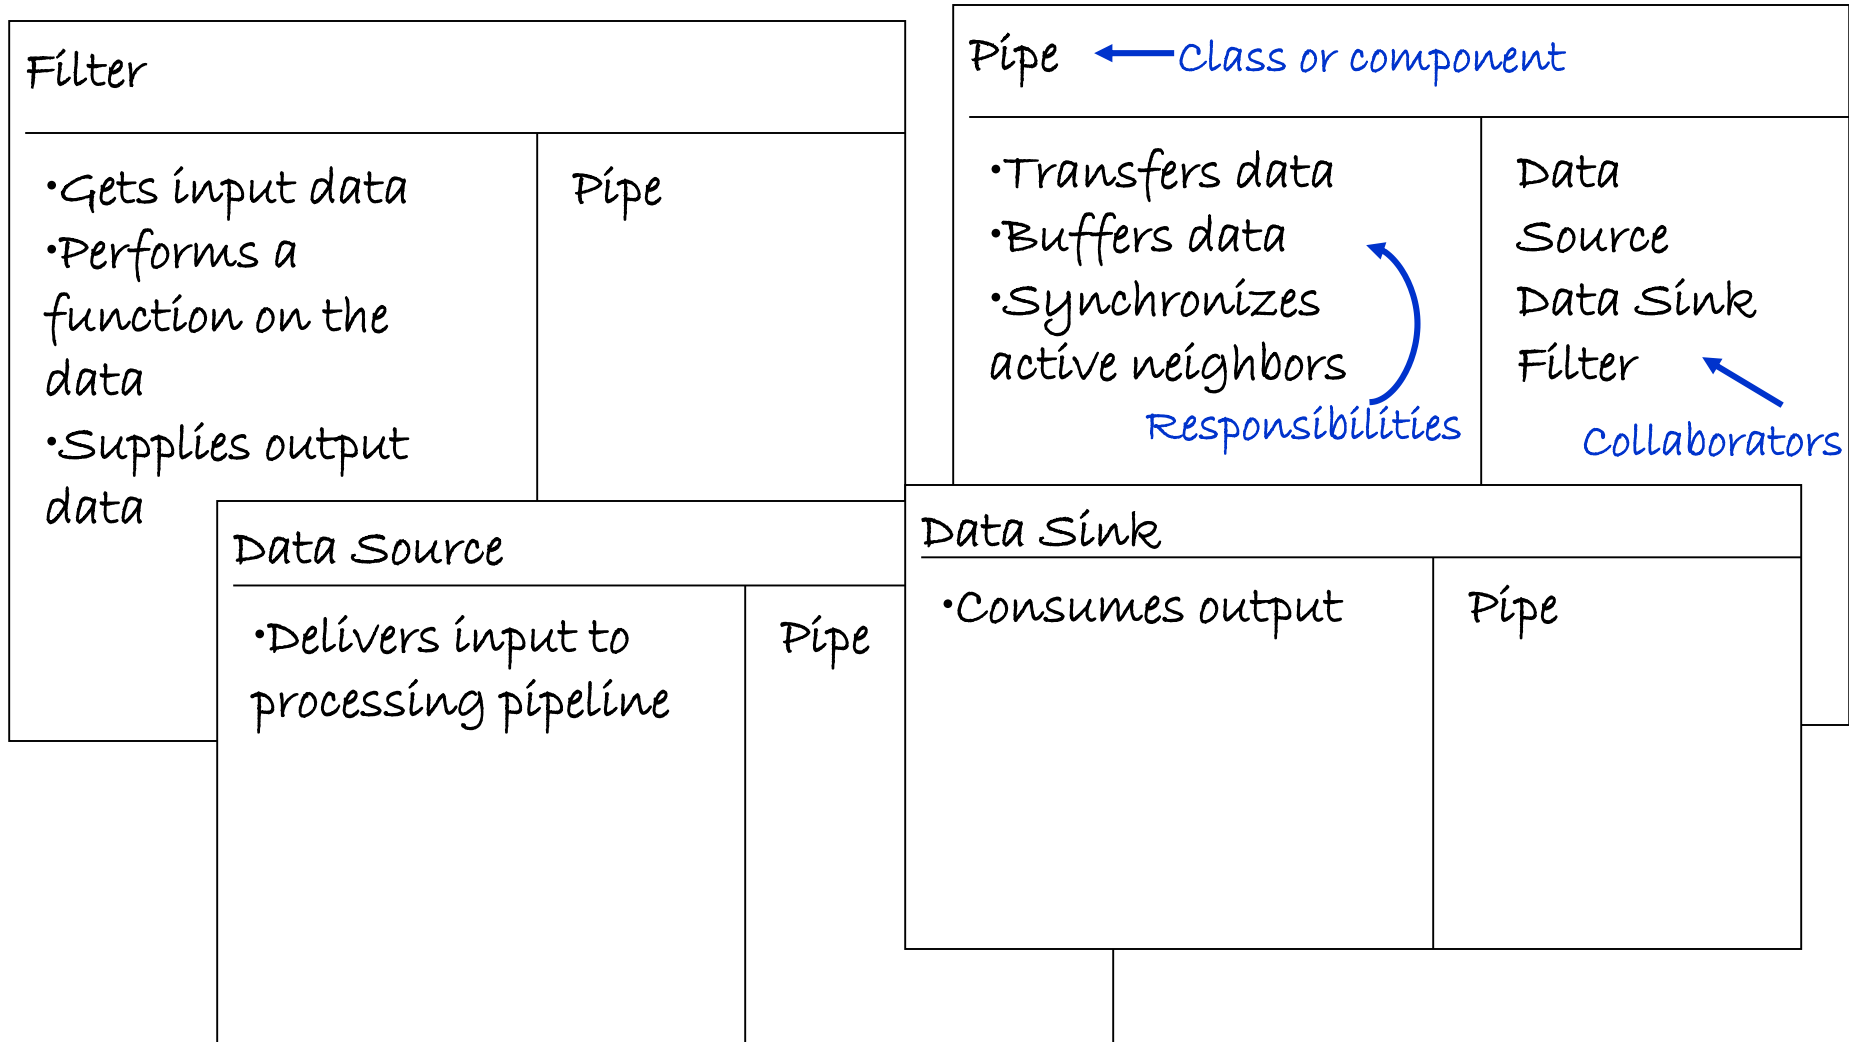 Filter
•Gets input data
•Performs a
function on the
data
•Supplies output
data
Pipe
Pipe
Class or component
•Transfers data
•Buffers data
•Synchronizes
active neighbors
Responsibilities
Data
Source
Data Sink
Filter
Collaborators
Data Source
•Delivers input to
processing pipeline
Pipe
Data Sink
•Consumes output
Pipe